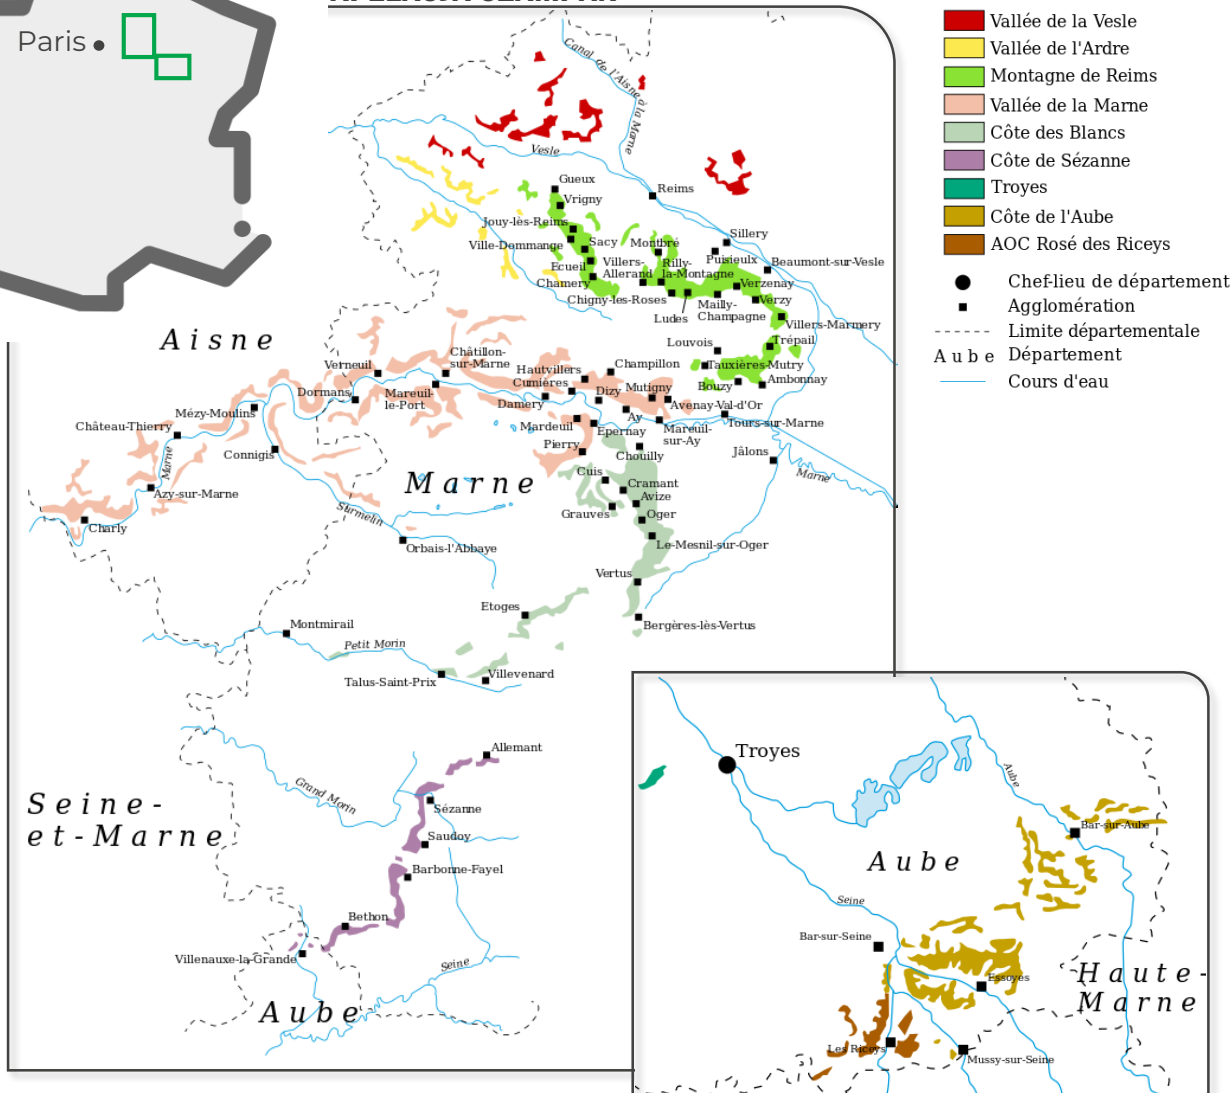 Paris
Vallée de la Vesle
Vallée de l'Ardre
Montagne de Reims
Vallée de la Marne
Côte des Blancs
Côte de Sézanne
Troyes
Côte de l'Aube
AOC Rosé des Riceys
Chef-lieu de département
Agglomération
Limite départementale
Aube Département
Cours d'eau
Canal de l'Aisne à la Marne
Vesle
Gueux
Reims
Vrigny
Jouy-lès-Reims
Sillery
Ville-Dommange
Sacy
Montbré
Puisieulx
Beaumont-sur-Vesle
Ecueil
Villers-
Allerand
Rilly-
la-Montagne
Chamery
Verzenay
Chigny-les-Roses
Mailly-
Champagne
Verzy
Ludes
Villers-Marmery
Aisne
Louvois
Trépail
Châtillon-
sur-Marne
Verneuil
Hautvillers
Champillon
Tauxières-Mutry
Cumières
Mutigny
Bouzy
Ambonnay
Dormans
Mareuil-
le-Port
Dizy
Damery
Avenay-Val-d'Or
Mézy-Moulins
Ay
Château-Thierry
Mardeuil
Epernay
Mareuil-
sur-Ay
Tours-sur-Marne
Pierry
Chouilly
Jâlons
Connigis
Marne
Marne
Cuis
Marne
Cramant
Azy-sur-Marne
Avize
Grauves
Oger
Surmelin
Charly
Orbais-l'Abbaye
Le-Mesnil-sur-Oger
Vertus
Etoges
Montmirail
Bergères-lès-Vertus
Petit Morin
Talus-Saint-Prix
Villevenard
Allemant
Grand Morin
Seine-
et-Marne
Sézanne
Saudoy
Barbonne-Fayel
Bethon
Villenauxe-la-Grande
Seine
Aube
Troyes
Aube
Bar-sur-Aube
Aube
Seine
Bar-sur-Seine
Essoyes
Haute-
Marne
Les Riceys
Mussy-sur-Seine